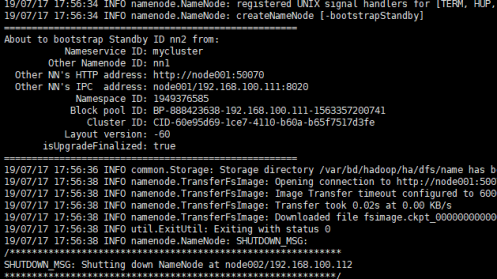 19/07/17 17:56:34 INFO namenode.NameNode: registered UNIX signal handlers for [TERM, HUP,
19/07/17 17:56:34 INFO namenode.NameNode: createNameNode [-bootstrapStandby]
=====================================================
About to bootstrap Standby ID nn2 from:
Nameservice ID: mycluster
Other Namenode ID: nn1
Other NN's HTTP address: http://node001:50070
Other NN's IPC address: node001/192.168.100.111:8020
Namespace ID: 1949376585
Block pool ID: BP-888423638-192.168.100.111-1563357200741
Cluster ID: CID-60e95d69-1ce7-4110-b60a-b65f7517d3fe
Layout version: -60
isUpgradeFinalized: true
=====================================================
19/07/17 17:56:36 INFO common.Storage: Storage directory /var/bd/hadoop/ha/dfs/name has b
19/07/17 17:56:38 INFO namenode.TransferFsImage: Opening connection to http://node001:500
19/07/17 17:56:38 INFO namenode.TransferFsImage: Image Transfer timeout configured to 600
19/07/17 17:56:38 INFO namenode.TransferFsImage: Transfer took 0.02s at 0.00 KB/s
19/07/17 17:56:38 INFO namenode.TransferFsImage: Downloaded file fsimage.ckpt_00000000000
19/07/17 17:56:38 INFO util.ExitUtil: Exiting with status 0
19/07/17 17:56:38 INFO namenode.NameNode: SHUTDOWN_MSG:
/************************************************************
SHUTDOWN_MSG: Shutting down NameNode at node002/192.168.100.112
************************************************************/